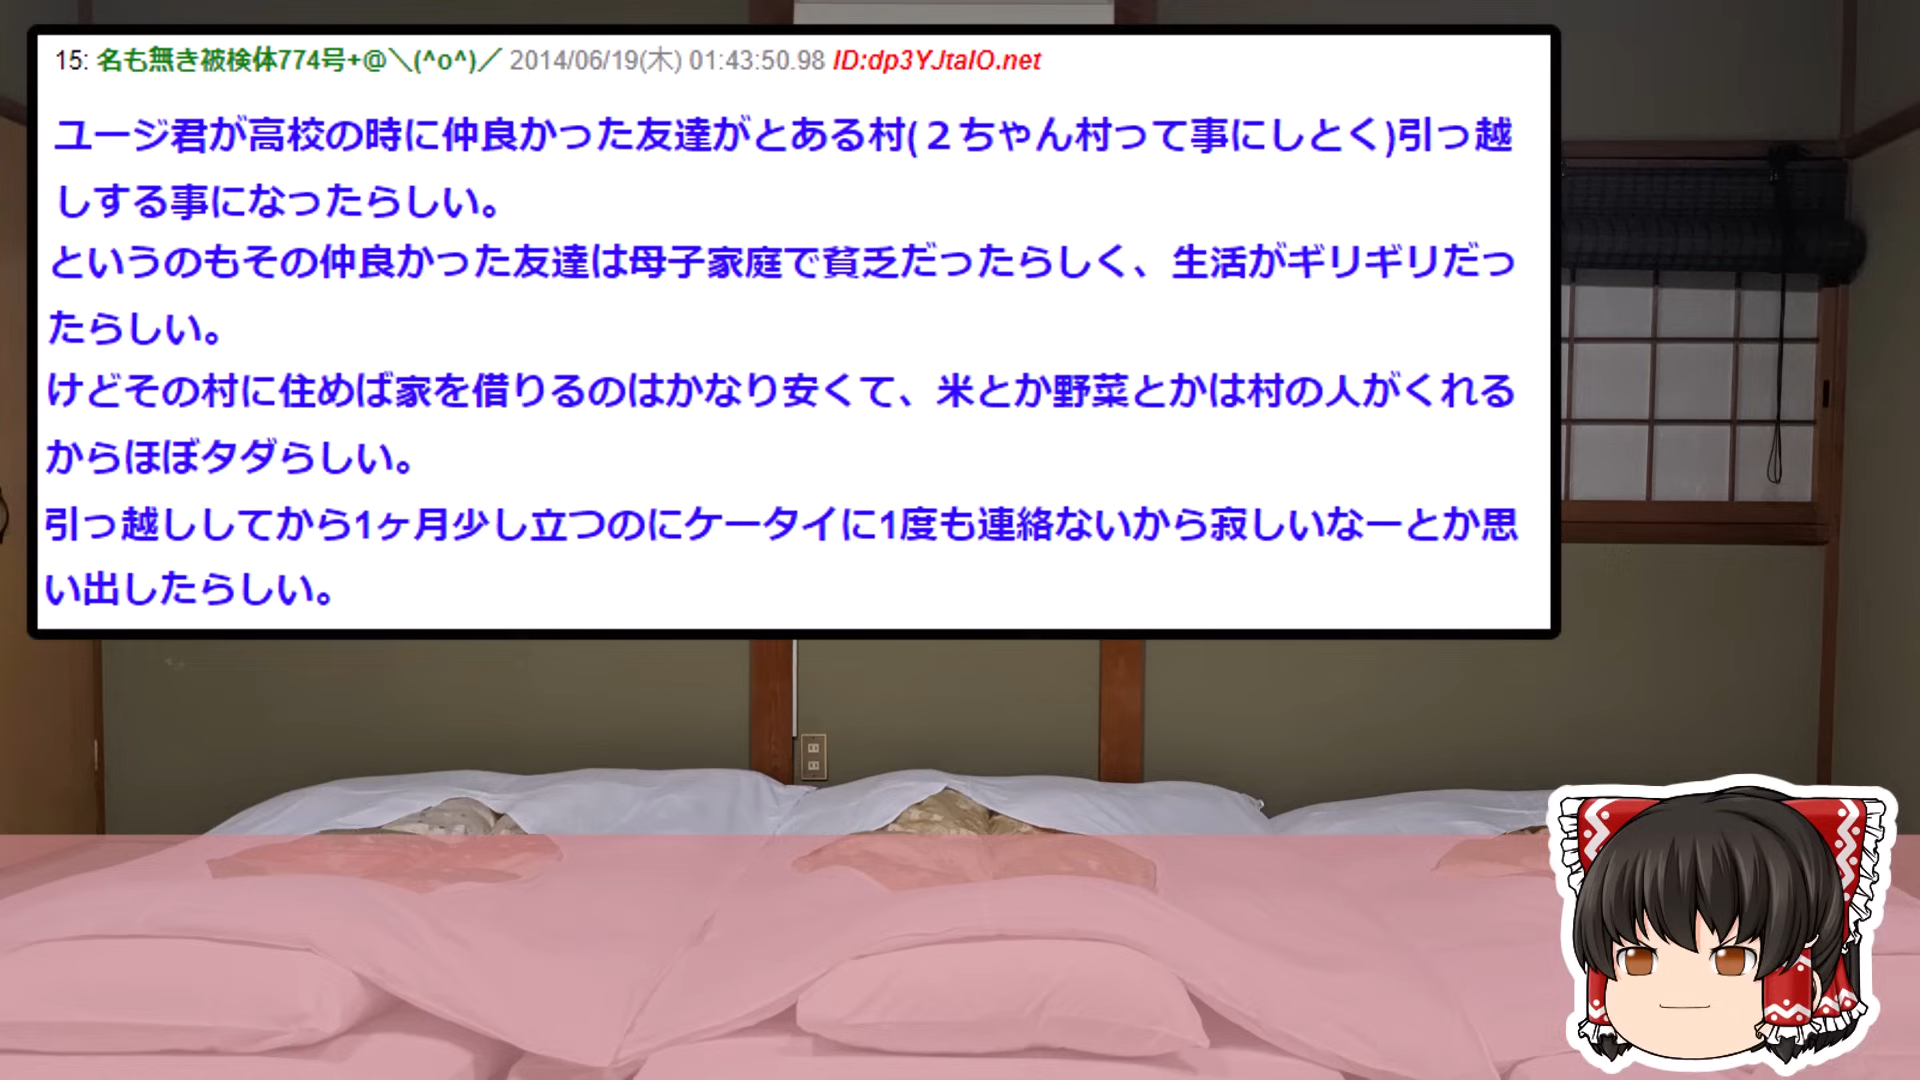 15: 名も無き被検体774号+@＼(^o^)／ 2014/06/19(木) 01:43:50.98 ID:dp3YJtaIO.net
ユージ君が高校の時に仲良かった友達がとある村(２ちゃん村って事にしとく)引っ越
しする事になったらしい。
というのもその仲良かった友達は母子家庭で貧乏だったらしく、生活がギリギリだっ
たらしい。
けどその村に住めば家を借りるのはかなり安くて、米とか野菜とかは村の人がくれる
からほぼタダらしい。
引っ越ししてから1ヶ月少し立つのにケータイに1度も連絡ないから寂しいなーとか思
い出したらしい。